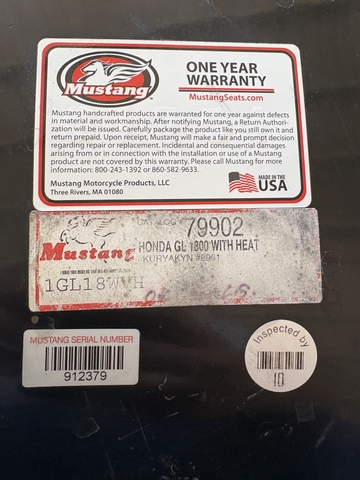 Mustang
ONE YEAR
WARRANTY
MustangSeats.com
Mustang handcrafted products are warranted for one year against defects
in material and workmanship. After notifying Mustang, a Return Authori-
zation will be issued. Carefully package the product like you still own it and
return prepaid. Upon receipt, Mustang will make a fair and prompt decision
regarding repair or replacement. Incidental and consequential damages
arising from or in connection with the installation or use of a Mustang
product are not covered by this warranty. Please call Mustang for more
information: 800-243-1392 or 860-582-9633.
Mustang Motorcycle Products, LLC
Three Rivers, MA 01080
MADE IN THE
USA
CATALOG 79902
Mustang
HONDA GL 1800 WITH HEAT
KURYAKYN #8961
1GL18WVH
MUSTANG SERIAL NUMBER
912379
Inspected by
10